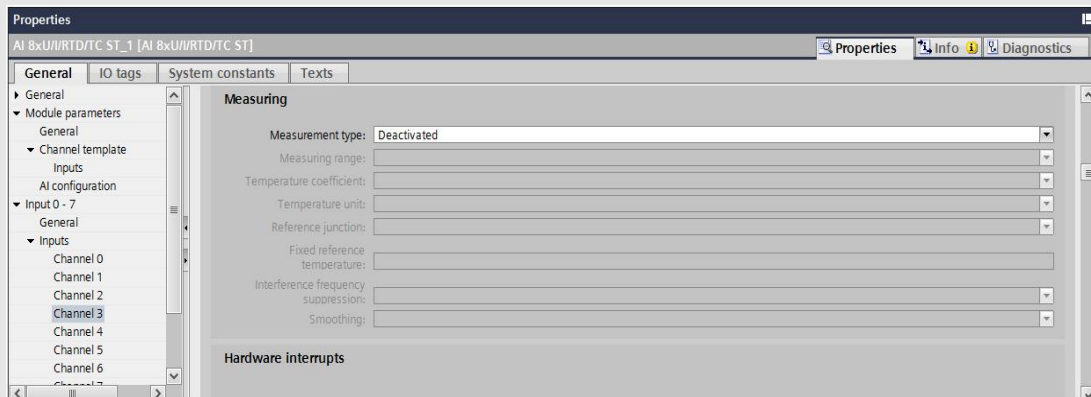 Properties
AI 8xU/I/RTD/TC ST_1 [AI 8xU/I/RTD/TC ST]
Properties Info Diagnostics
General IO tags System constants Texts
General
Module parameters
General
Channel template
Inputs
AI configuration
Input 0 - 7
General
Inputs
Channel 0
Channel 1
Channel 2
Channel 3
Channel 4
Channel 5
Channel 6
Channel 7
Measuring
Measurement type: Deactivated
Measuring range:
Temperature coefficient:
Temperature unit:
Reference junction:
Fixed reference
temperature:
Interference frequency
suppression:
Smoothing:
Hardware interrupts